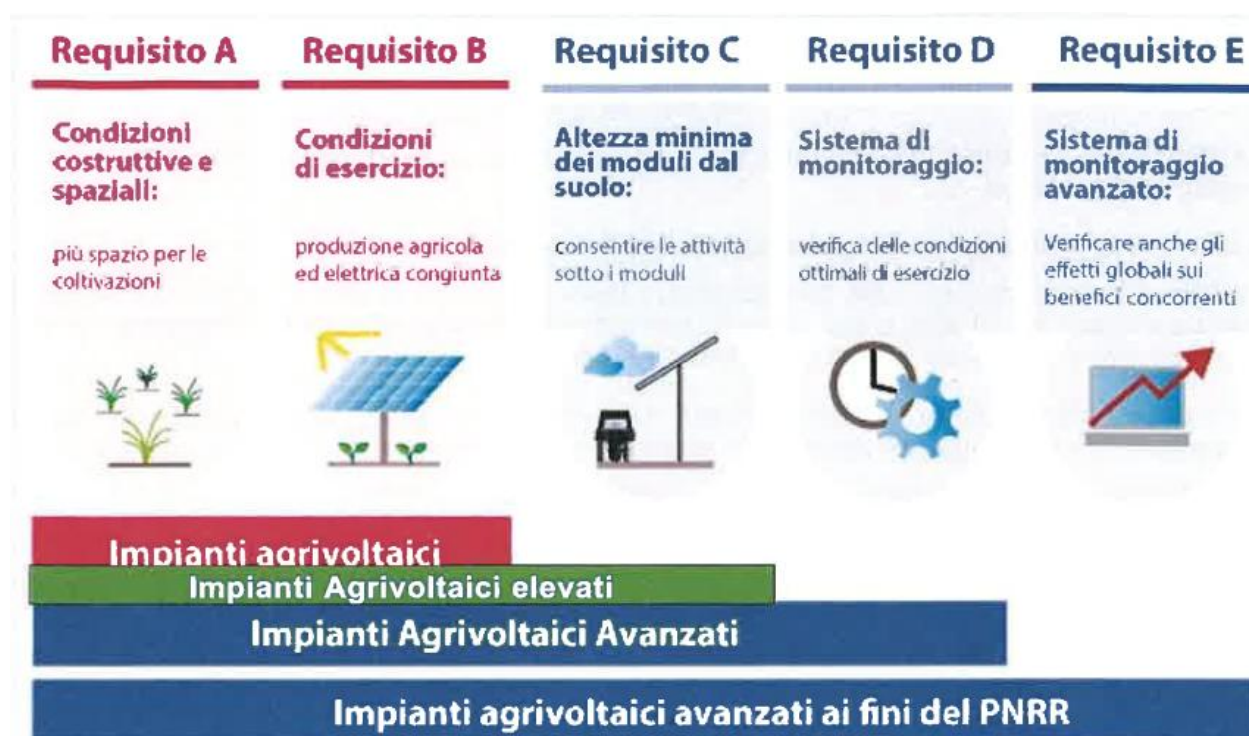 Requisito A
Requisito B
Requisito C
Requisito D
Requisito E
Condizioni
costruttive e
spaziali:
più spazio per le
coltivazioni
Condizioni
di esercizio:
produzione agricola
ed elettrica congiunta
Altezza minima
dei moduli dal
suolo:
consentire le attività
sotto i moduli
Sistema di
monitoraggio:
verifica delle condizioni
ottimali di esercizio
Sistema di
monitoraggio
avanzato:
Verificare anche gli
effetti globali sui
benefici concorrenti
Impianti agrivoltaici
Impianti Agrivoltaici elevati
Impianti Agrivoltaici Avanzati
Impianti agrivoltaici avanzati ai fini del PNRR